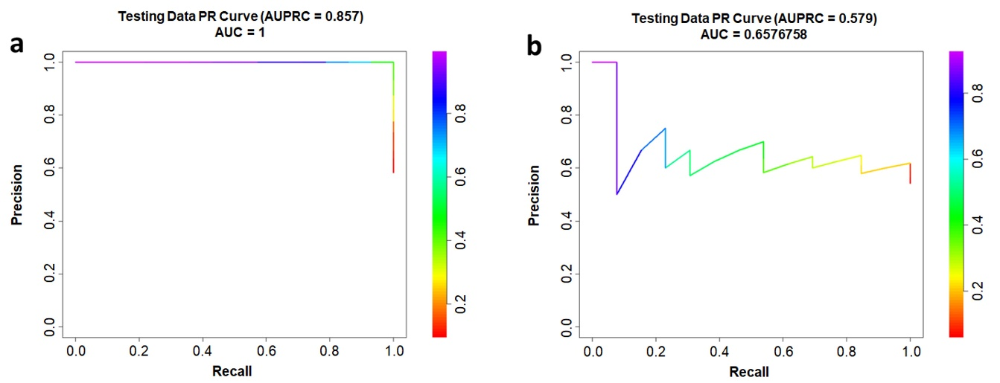 a
Testing Data PR Curve (AUPRC = 0.857)
AUC = 1
Precision
1.0
0.8
0.6
0.4
0.2
0.0
0.0 0.2 0.4 0.6 0.8 1.0
Recall
0.8
0.6
0.4
0.2
b
Testing Data PR Curve (AUPRC = 0.579)
AUC = 0.6576758
Precision
1.0
0.8
0.6
0.4
0.2
0.0
0.0 0.2 0.4 0.6 0.8 1.0
Recall
0.8
0.6
0.4
0.2